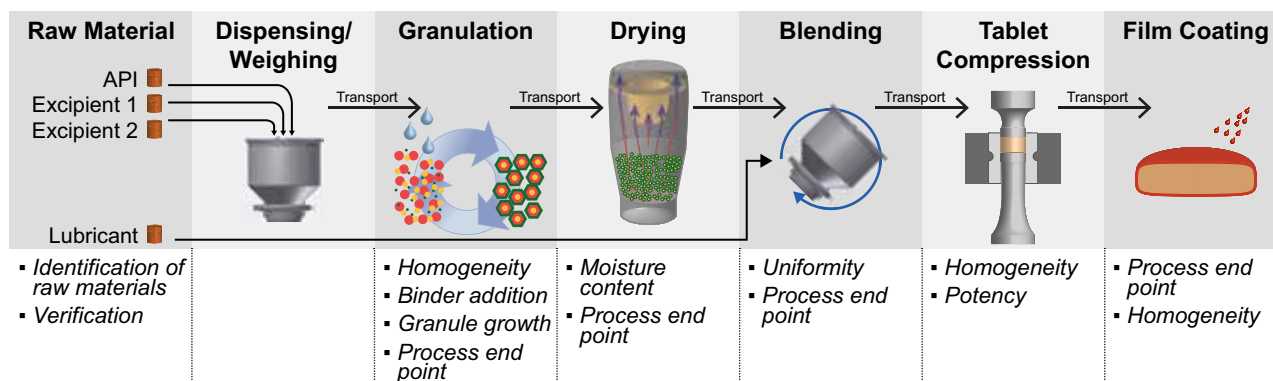 Raw Material
Dispensing/
Weighing
Granulation
Drying
Blending
Tablet
Compression
Film Coating
API
Excipient 1
Excipient 2
Lubricant
Transport
Transport
Transport
Transport
Transport
▪ Identification of
raw materials
▪ Verification
▪ Homogeneity
▪ Binder addition
▪ Granule growth
▪ Process end
point
▪ Moisture
content
▪ Process end
point
▪ Uniformity
▪ Process end
point
▪ Homogeneity
▪ Potency
▪ Process end
point
▪ Homogeneity